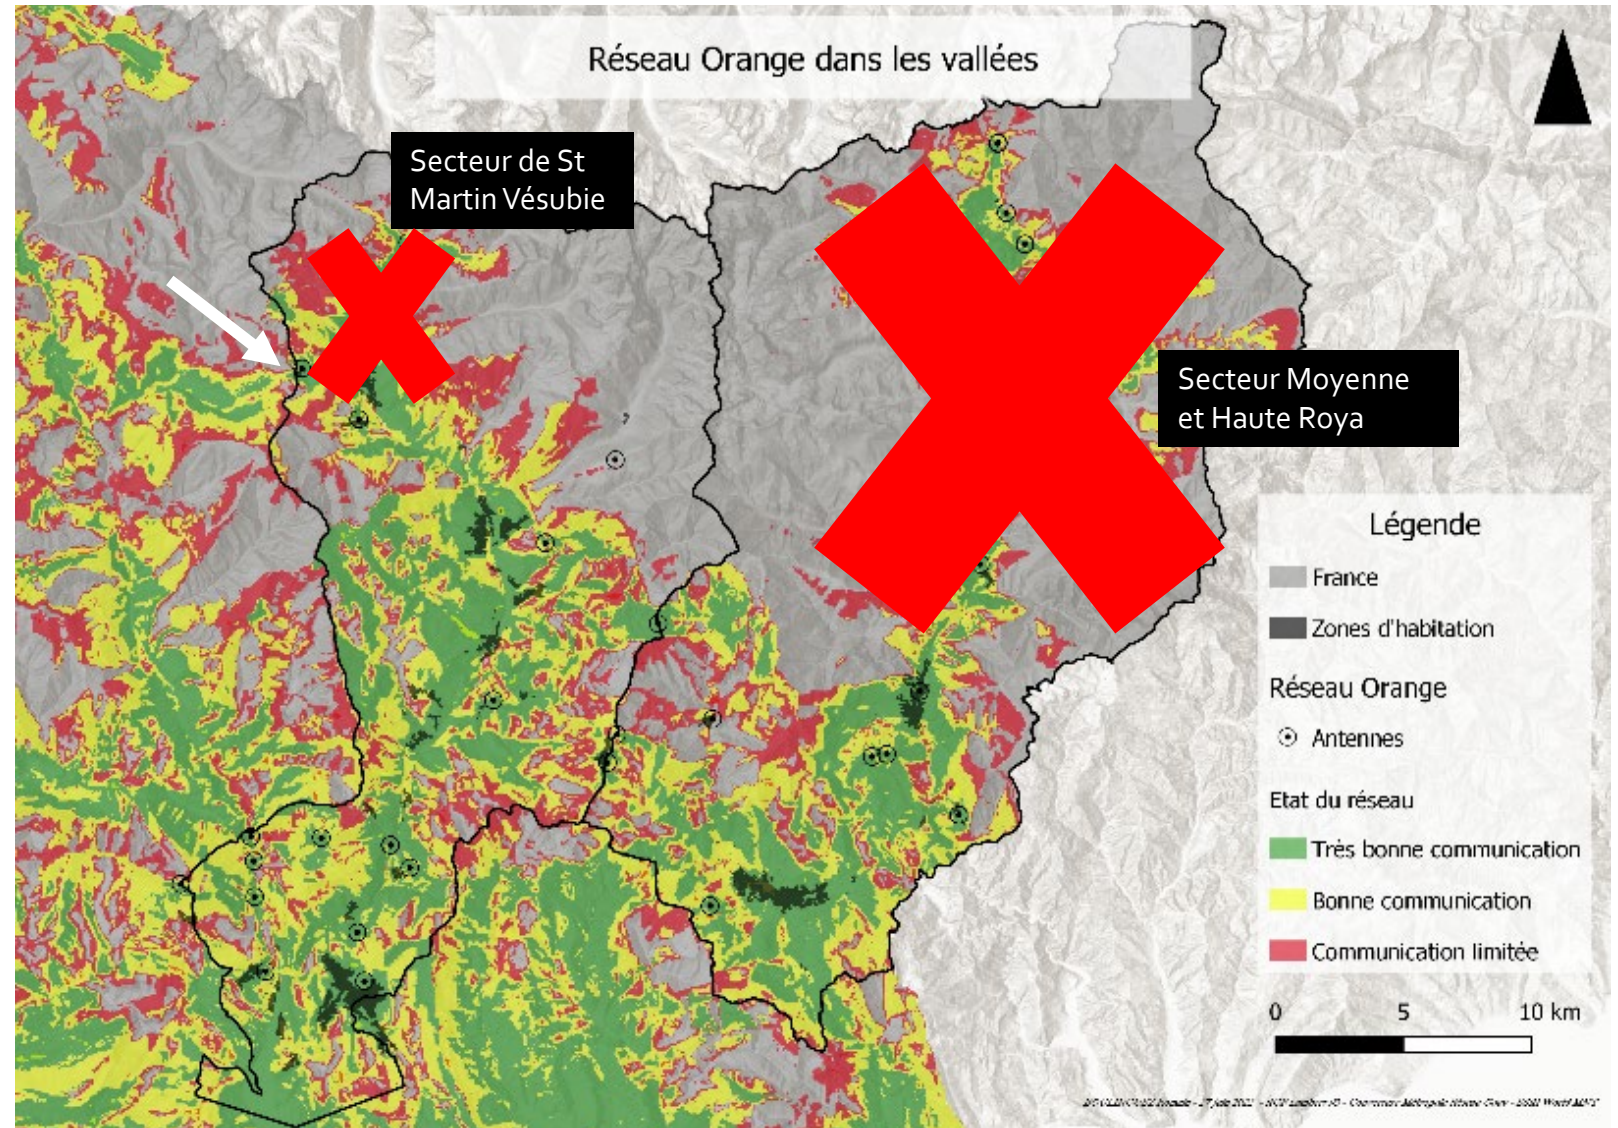 Réseau Orange dans les vallées
Secteur de St
Martin Vésubie
Secteur Moyenne
et Haute Roya
Légende
France
Zones d'habitation
Réseau Orange
Antennes
Etat du réseau
Très bonne communication
Bonne communication
Communication limitée
0 5 10 km